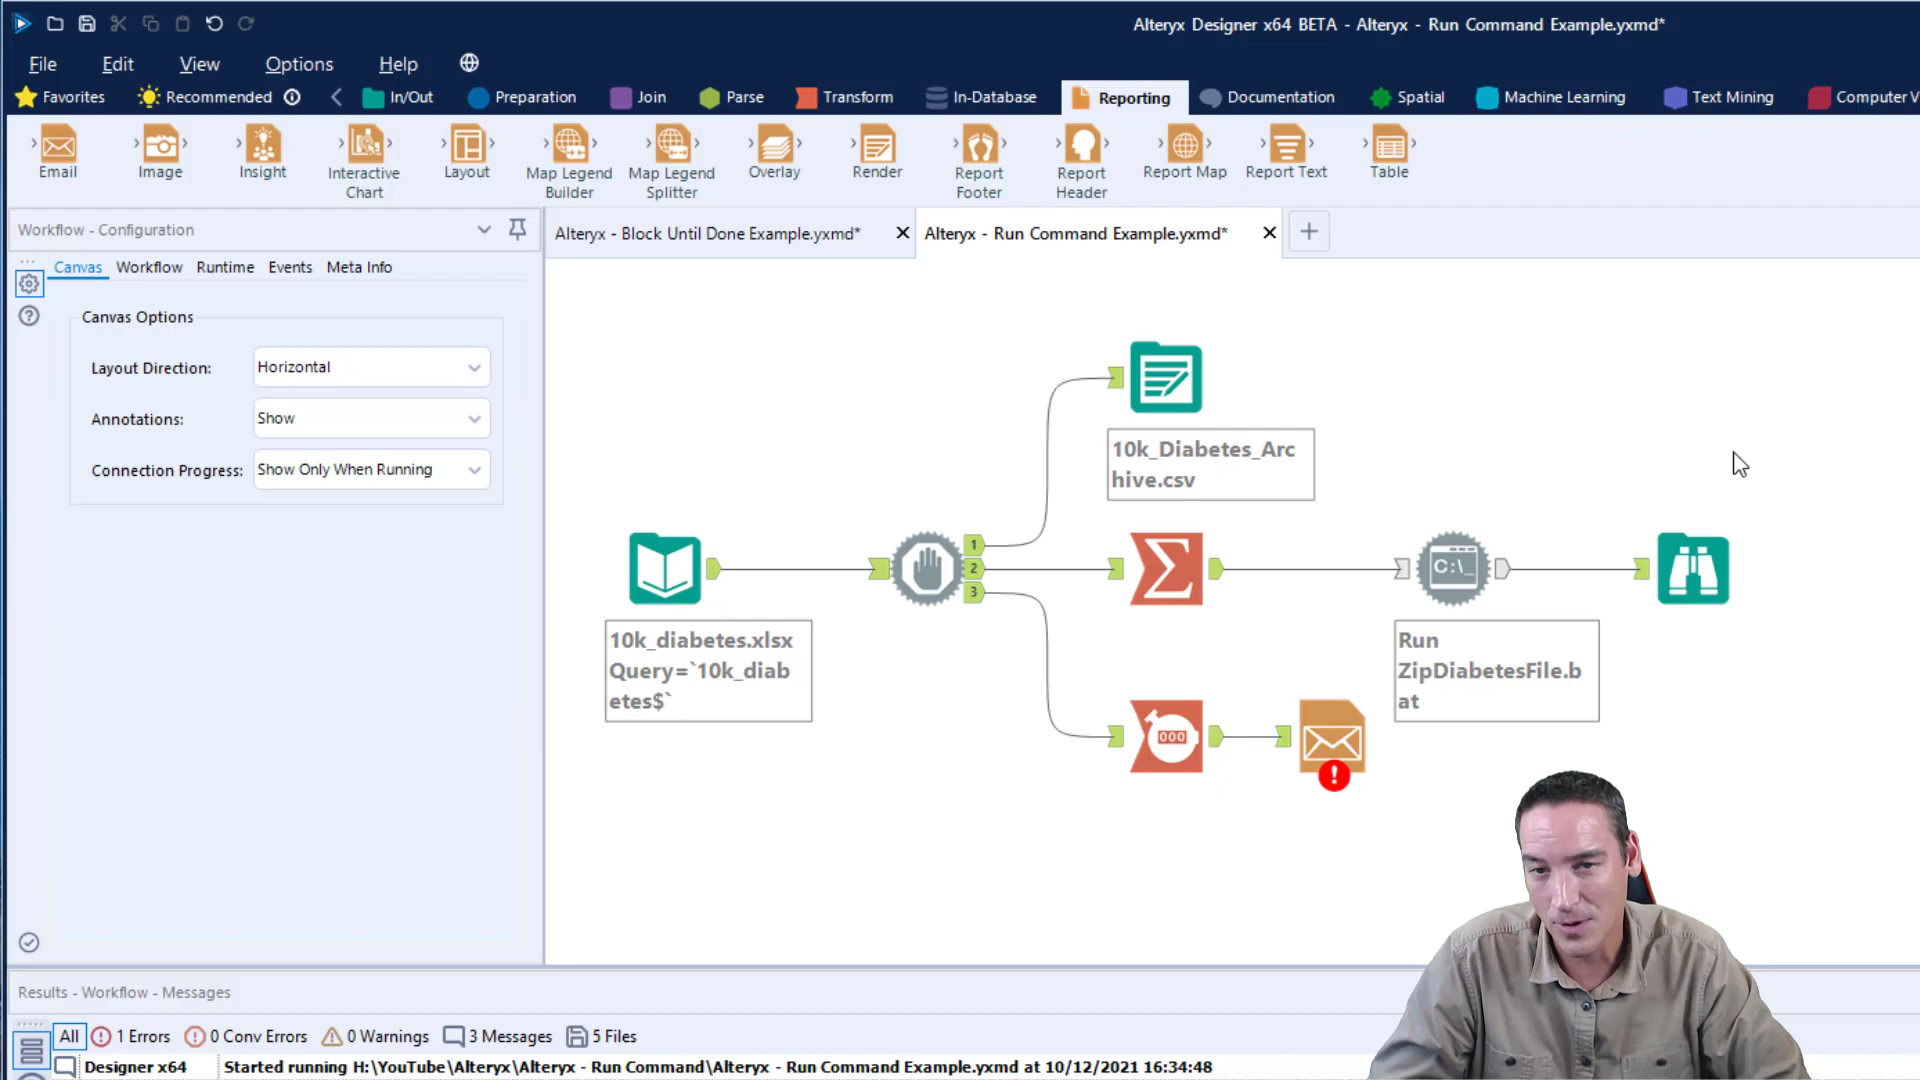 Alteryx Designer x64 BETA - Alteryx - Run Command Example.yxmd*
File Edit View Options Help
Favorites Recommended In/Out Preparation Join Parse Transform In-Database Reporting Documentation Spatial Machine Learning Text Mining Computer V
Email Image Insight Interactive Chart Layout Map Legend Builder Map Legend Splitter Overlay Render Report Footer Report Header Report Map Report Text Table
Workflow - Configuration
Alteryx - Block Until Done Example.yxmd* Alteryx - Run Command Example.yxmd*
Canvas Workflow Runtime Events Meta Info
Canvas Options
Layout Direction: Horizontal
Annotations: Show
Connection Progress: Show Only When Running
10k_Diabetes_Arc
hive.csv
1
2
3
C:\_
10k_diabetes.xlsx
Query=`10k_diab
etes$`
Run
ZipDiabetesFile.b
at
000
!
Results - Workflow - Messages
All 1 Errors 0 Conv Errors 0 Warnings 3 Messages 5 Files
Designer x64 Started running H:\YouTube\Alteryx\Alteryx - Run Command\Alteryx - Run Command Example.yxmd at 10/12/2021 16:34:48